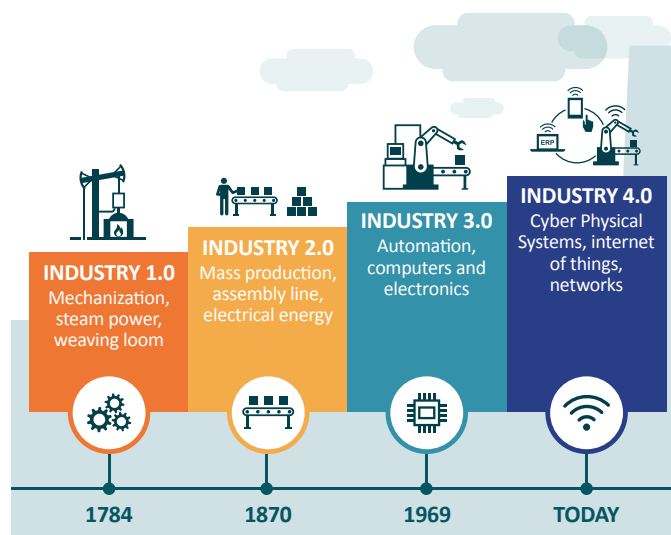 ERP
INDUSTRY 1.0
Mechanization,
steam power,
weaving loom
INDUSTRY 2.0
Mass production,
assembly line,
electrical energy
INDUSTRY 3.0
Automation,
computers and
electronics
INDUSTRY 4.0
Cyber Physical
Systems, internet
of things,
networks
1784
1870
1969
TODAY